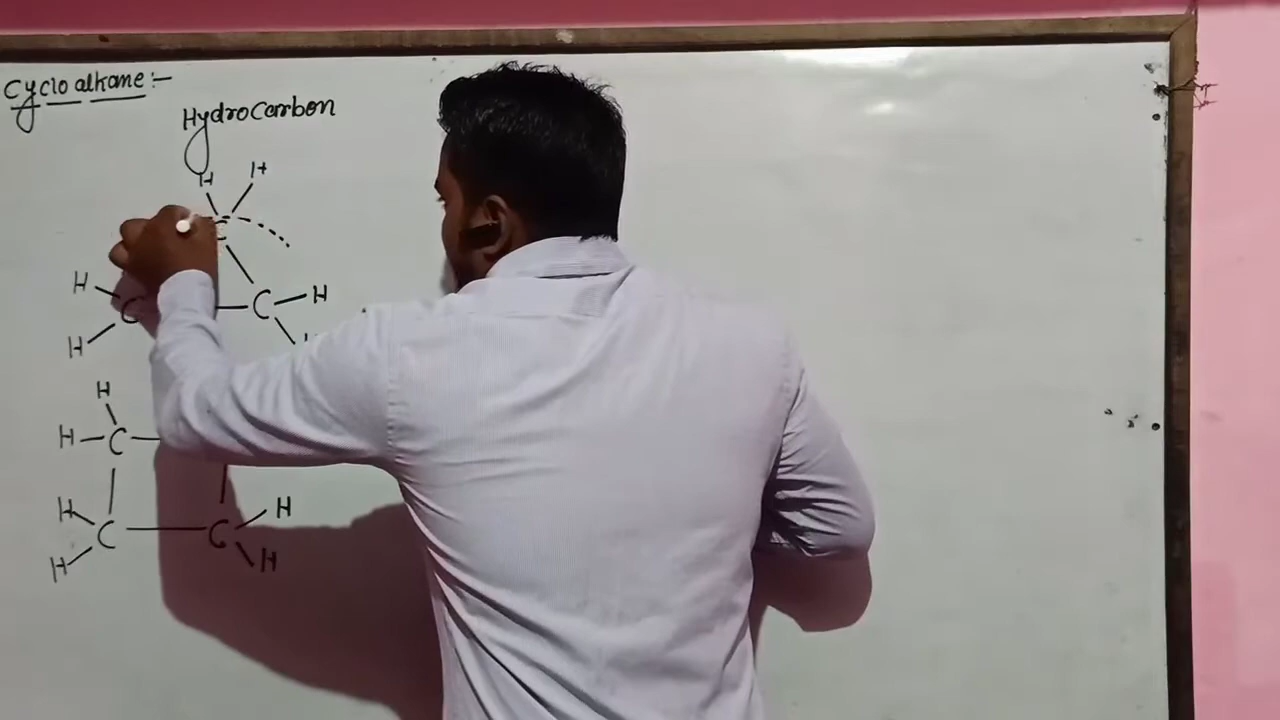 Cyclo alkane :-
HydroCarbon
H H
H C C H
H
H
H C
H C C H
H H